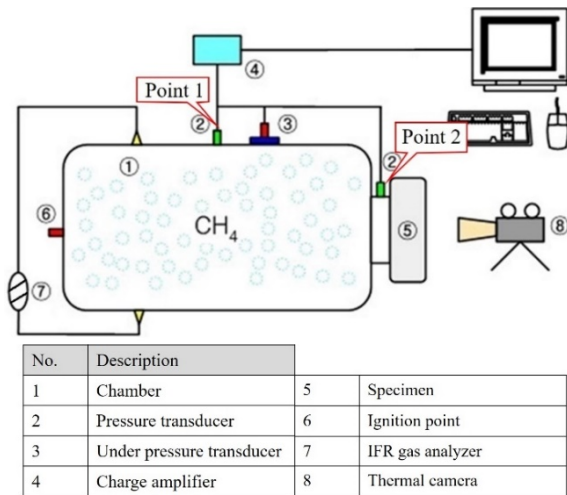 ④
Point 1
②
③
Point 2
①
②
⑥
CH₄
⑤
⑧
⑦
No. Description
1 Chamber 5 Specimen
2 Pressure transducer 6 Ignition point
3 Under pressure transducer 7 IFR gas analyzer
4 Charge amplifier 8 Thermal camera